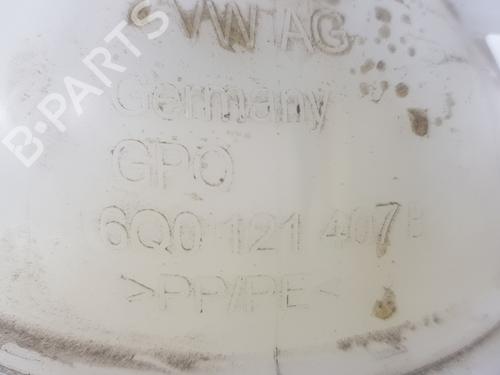 VW AG
Germany
GPO
6Q0 121 407 B
>PP/PE<
B-PARTS